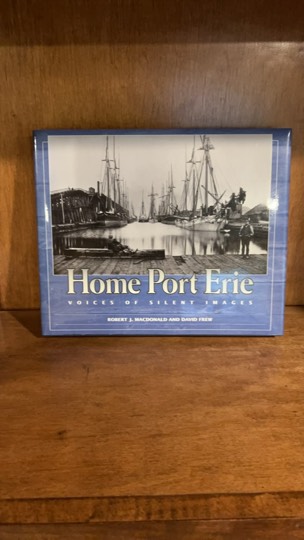 Home Port Erie
VOICES OF SILENT IMAGES
ROBERT J. MACDONALD AND DAVID FREW